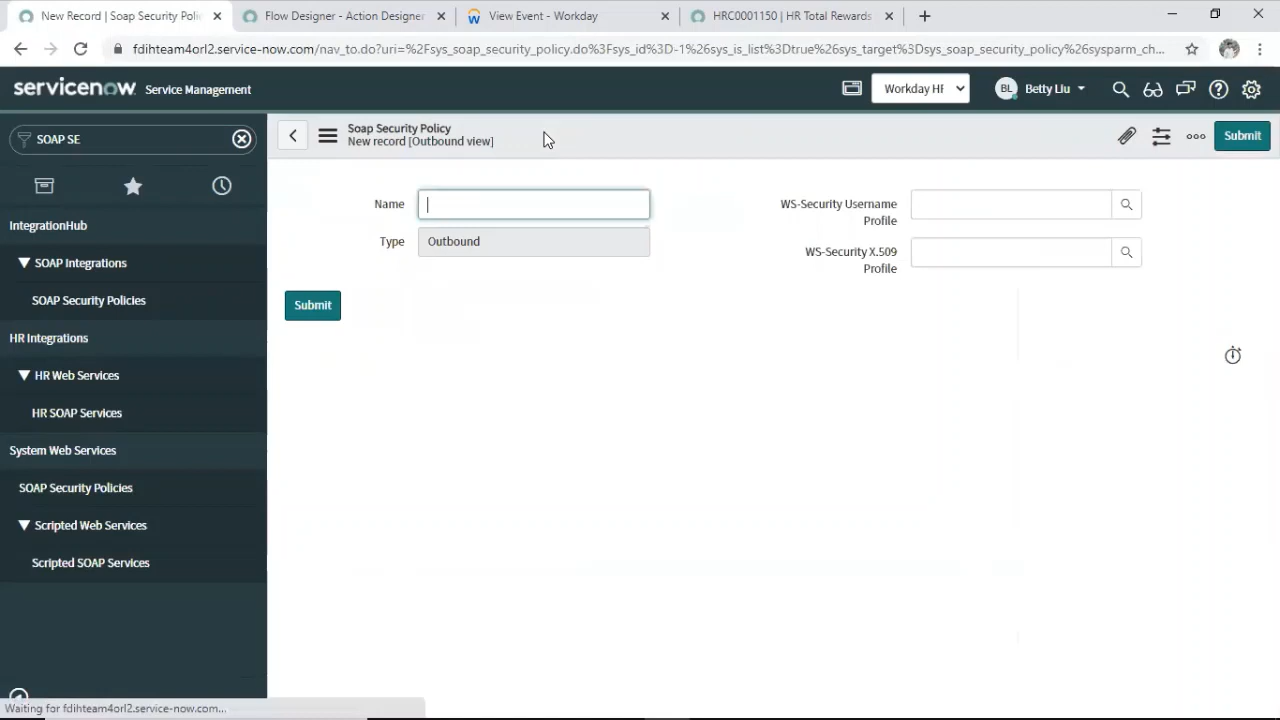 New Record | Soap Security Poli
Flow Designer - Action Designer
View Event - Workday
HRC0001150 | HR Total Rewards
fdihteam4orl2.service-now.com/nav_to.do?uri=%2Fsys_soap_security_policy.do%3Fsys_id%3D-1%26sys_is_list%3Dtrue%26sys_target%3Dsys_soap_security_policy%26sysparm_ch...
servicenow Service Management
Workday HF
BL Betty Liu
SOAP SE
Soap Security Policy
New record [Outbound view]
Submit
IntegrationHub
SOAP Integrations
SOAP Security Policies
HR Integrations
HR Web Services
HR SOAP Services
System Web Services
SOAP Security Policies
Scripted Web Services
Scripted SOAP Services
Name
Type
Outbound
WS-Security Username
Profile
WS-Security X.509
Profile
Submit
Waiting for fdihteam4orl2.service-now.com...